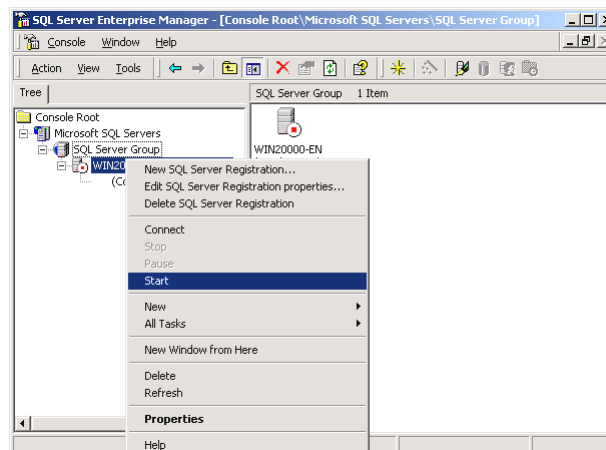 SQL Server Enterprise Manager - [Console Root\Microsoft SQL Servers\SQL Server Group]
Console Window Help
Action View Tools
Tree
SQL Server Group 1 Item
Console Root
Microsoft SQL Servers
SQL Server Group
WIN20
WIN20000-EN
New SQL Server Registration...
Edit SQL Server Registration properties...
Delete SQL Server Registration
Connect
Stop
Pause
Start
New
All Tasks
New Window from Here
Delete
Refresh
Properties
Help